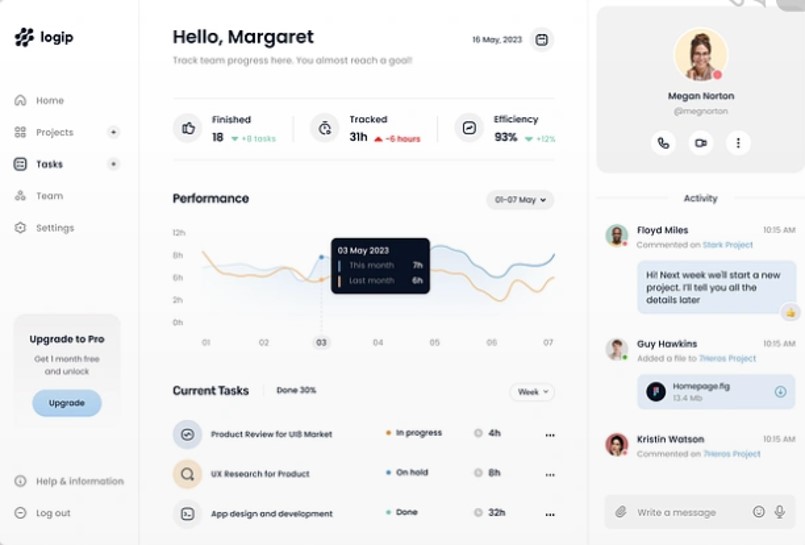 logip
Home
Projects
Tasks
Team
Settings
Upgrade to Pro
Get 1 month free
and unlock
Upgrade
Help & information
Log out
Hello, Margaret
Track team progress here. You almost reach a goal!
16 May, 2023
Finished
18 +8 tasks
Tracked
31h -6 hours
Efficiency
93% +12%
Performance
01-07 May
12h
8h
6h
2h
0h
03 May 2023
This month 7h
Last month 6h
01 02 03 04 05 06 07
Current Tasks
Done 30%
Week
Product Review for UI8 Market In progress 4h
UX Research for Product On hold 8h
App design and development Done 32h
Megan Norton
@megnorton
Activity
Floyd Miles 10:15 AM
Commented on Stark Project
Hi! Next week we'll start a new
project. I'll tell you all the
details later
Guy Hawkins 10:15 AM
Added a file to 7Heros Project
Homepage.fig
13.4 Mb
Kristin Watson 10:15 AM
Commented on 7Heros Project
Write a message